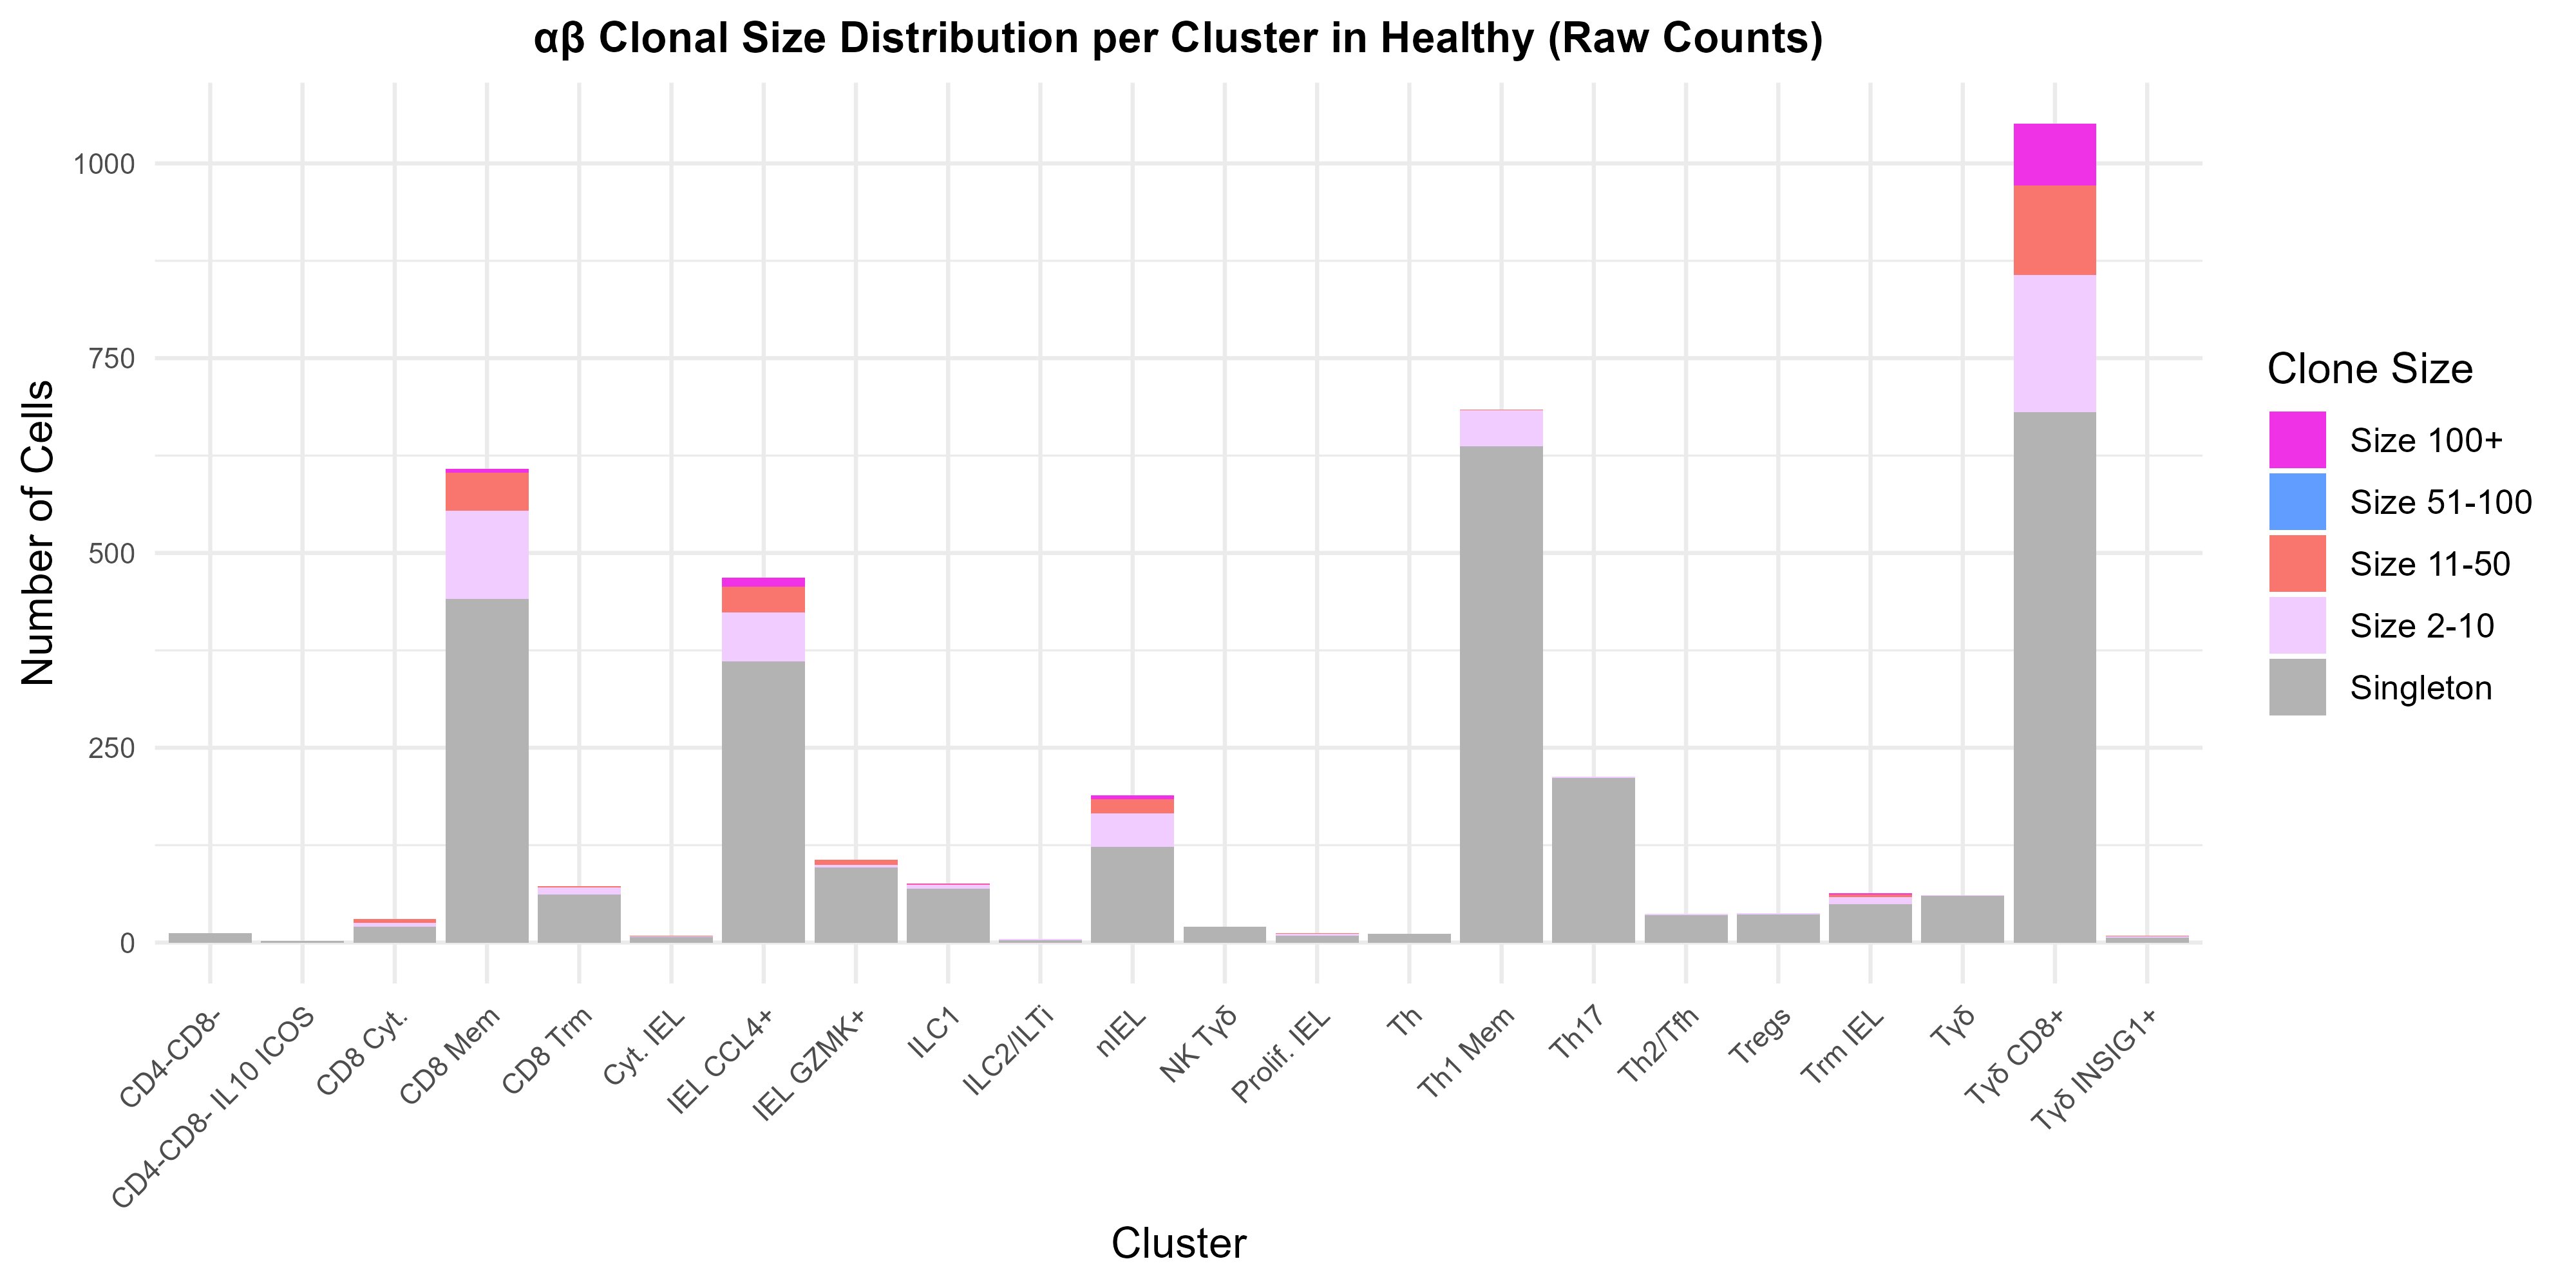 αβ Clonal Size Distribution per Cluster in Healthy (Raw Counts)
Number of Cells
1000
750
500
250
0
CD4-CD8-
CD4-CD8- IL10 ICOS
CD8 Cyt.
CD8 Mem
CD8 Trm
Cyt. IEL
IEL CCL4+
IEL GZMK+
ILC1
ILC2/ILTi
nIEL
NK Tγδ
Prolif. IEL
Th
Th1 Mem
Th17
Th2/Tfh
Tregs
Trm IEL
Tγδ
Tγδ CD8+
Tγδ INSIG1+
Cluster
Clone Size
Size 100+
Size 51-100
Size 11-50
Size 2-10
Singleton